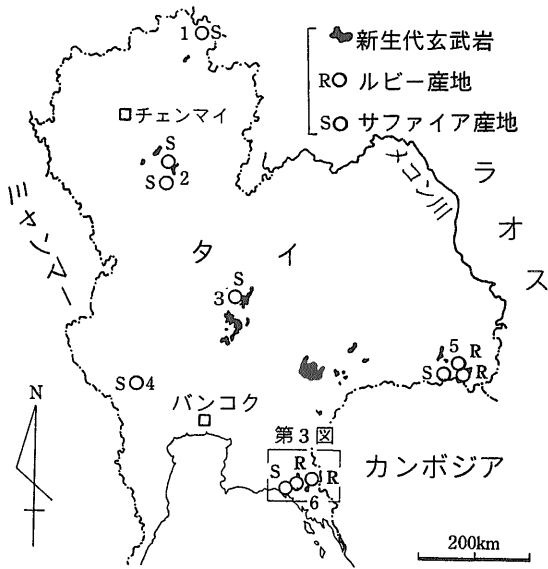 1 S
新生代玄武岩
R ルビー産地
S サファイア産地
チェンマイ
S
S 2
ミャンマー
メコン川
ラオス
タイ
S
3
5
R
S R
S 4
N
バンコク
第3図
S R R
6
カンボジア
200km